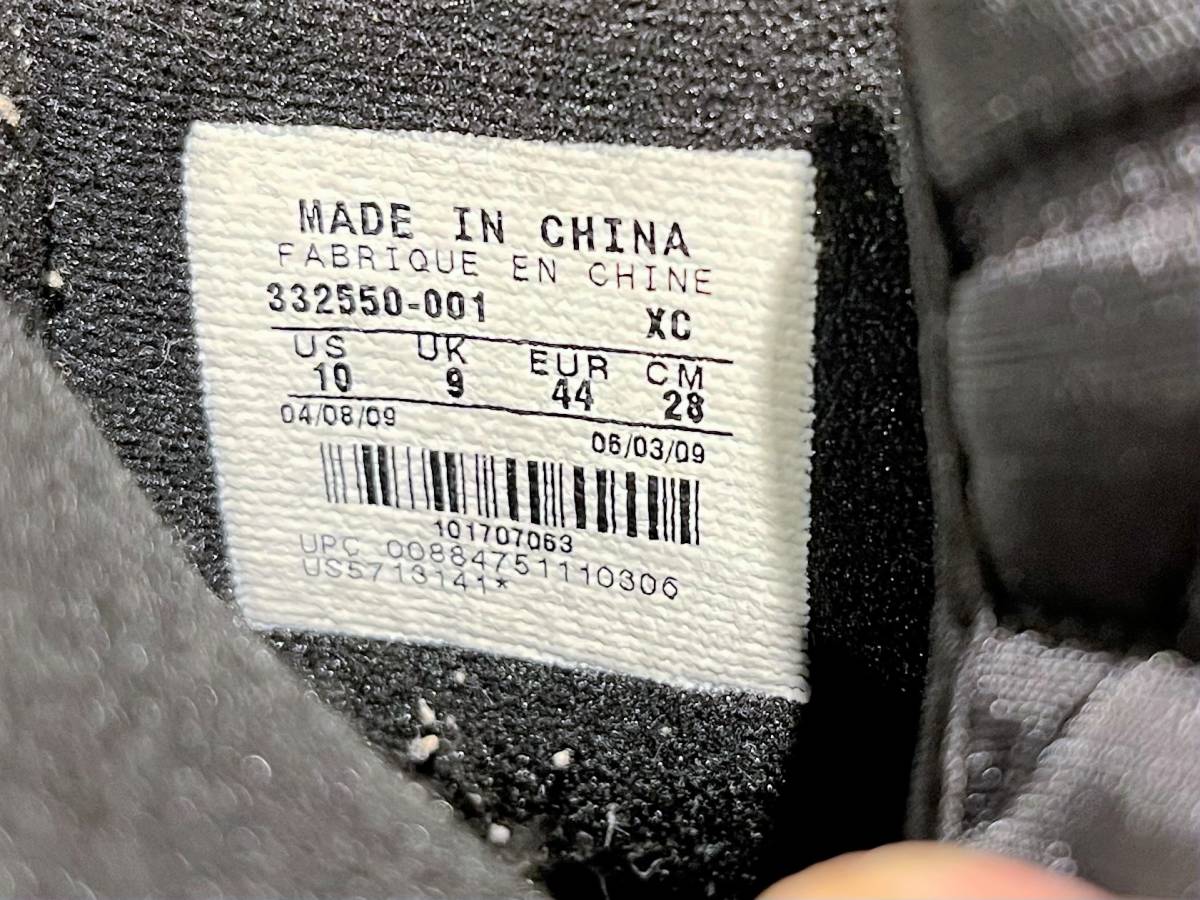 MADE IN CHINA
FABRIQUE EN CHINE
332550-001 XC
US UK EUR CM
10 9 44 28
04/08/09 06/03/09
101707063
UPC 00884751110306
US5713141*